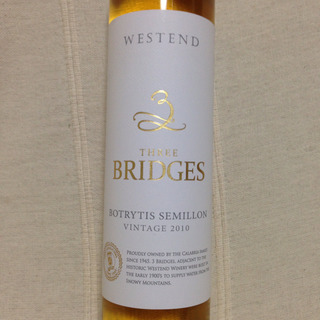 WESTEND
3
THREE
BRIDGES
BOTRYTIS SEMILLON
VINTAGE 2010
PROUDLY OWNED BY THE CALABRIA FAMILY
SINCE 1945, 3 BRIDGES, ADJACENT TO THE
HISTORIC WESTEND WINERY WERE BUILT IN
THE EARLY 1900'S TO SUPPLY WATER FROM THE
SNOWY MOUNTAINS.